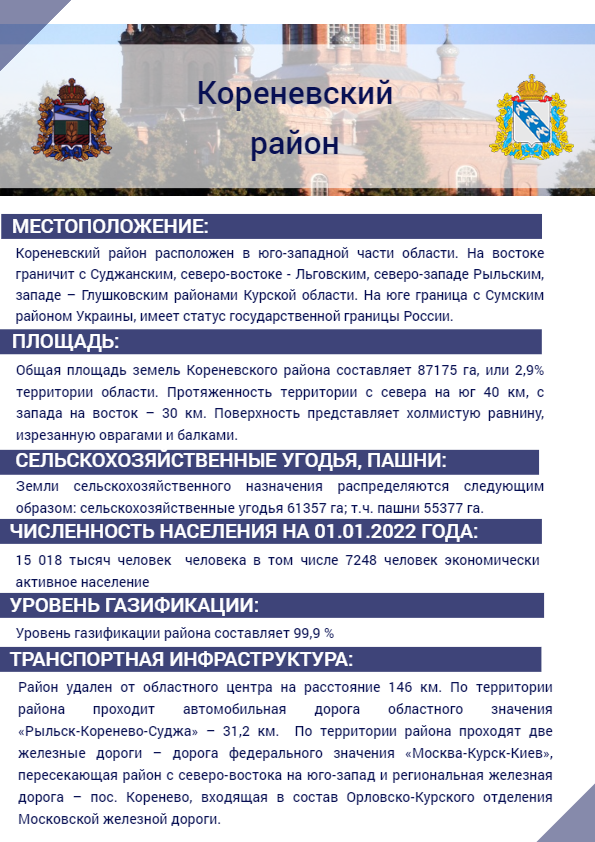 Кореневский
район
МЕСТОПОЛОЖЕНИЕ:
Кореневский район расположен в юго-западной части области. На востоке
граничит с Суджанским, северо-востоке - Льговским, северо-западе Рыльским,
западе – Глушковским районами Курской области. На юге граница с Сумским
районом Украины, имеет статус государственной границы России.
ПЛОЩАДЬ:
Общая площадь земель Кореневского района составляет 87175 га, или 2,9%
территории области. Протяженность территории с севера на юг 40 км, с
запада на восток – 30 км. Поверхность представляет холмистую равнину,
изрезанную оврагами и балками.
СЕЛЬСКОХОЗЯЙСТВЕННЫЕ УГОДЬЯ, ПАШНИ:
Земли сельскохозяйственного назначения распределяются следующим
образом: сельскохозяйственные угодья 61357 га; т.ч. пашни 55377 га.
ЧИСЛЕННОСТЬ НАСЕЛЕНИЯ НА 01.01.2022 ГОДА:
15 018 тысяч человек человека в том числе 7248 человек экономически
активное население
УРОВЕНЬ ГАЗИФИКАЦИИ:
Уровень газификации района составляет 99,9 %
ТРАНСПОРТНАЯ ИНФРАСТРУКТУРА:
Район удален от областного центра на расстояние 146 км. По территории
района проходит автомобильная дорога областного значения
«Рыльск-Коренево-Суджа» – 31,2 км. По территории района проходят две
железные дороги – дорога федерального значения «Москва-Курск-Киев»,
пересекающая район с северо-востока на юго-запад и региональная железная
дорога – пос. Коренево, входящая в состав Орловско-Курского отделения
Московской железной дороги.